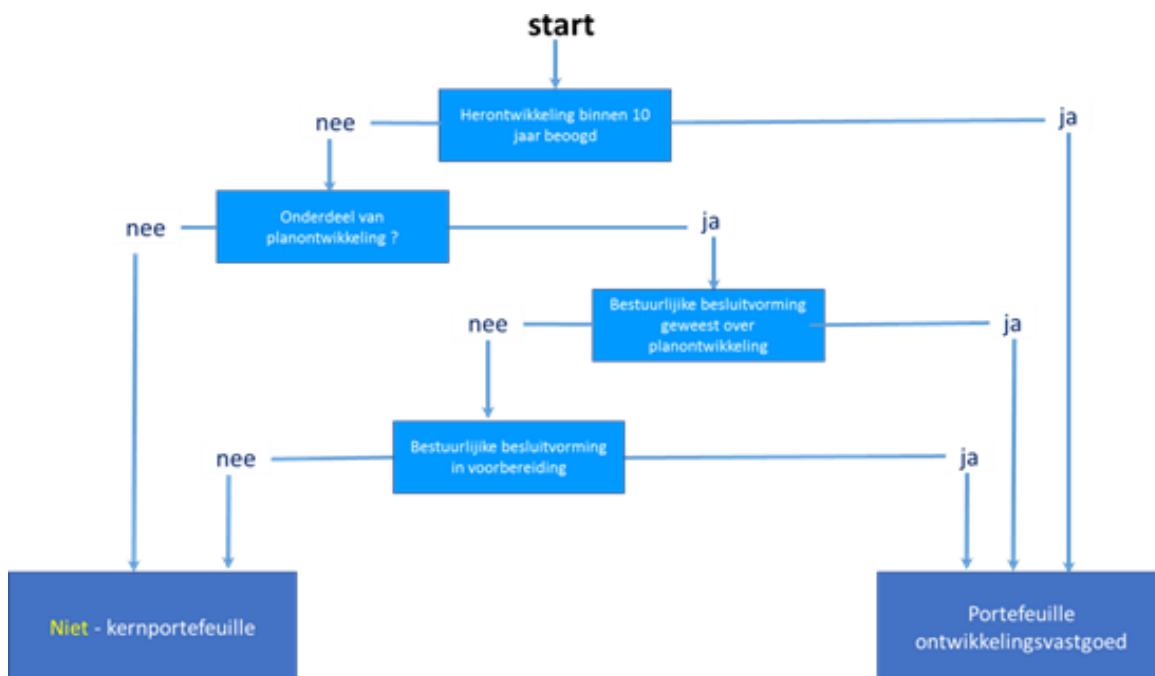 start
Herontwikkeling binnen 10
jaar beoogd
nee
ja
Onderdeel van
planontwikkeling ?
nee
ja
Bestuurlijke besluitvorming
geweest over
planontwikkeling
nee
ja
Bestuurlijke besluitvorming
in voorbereiding
nee
ja
Niet - kernportefeuille
Portefeuille
ontwikkelingsvastgoed